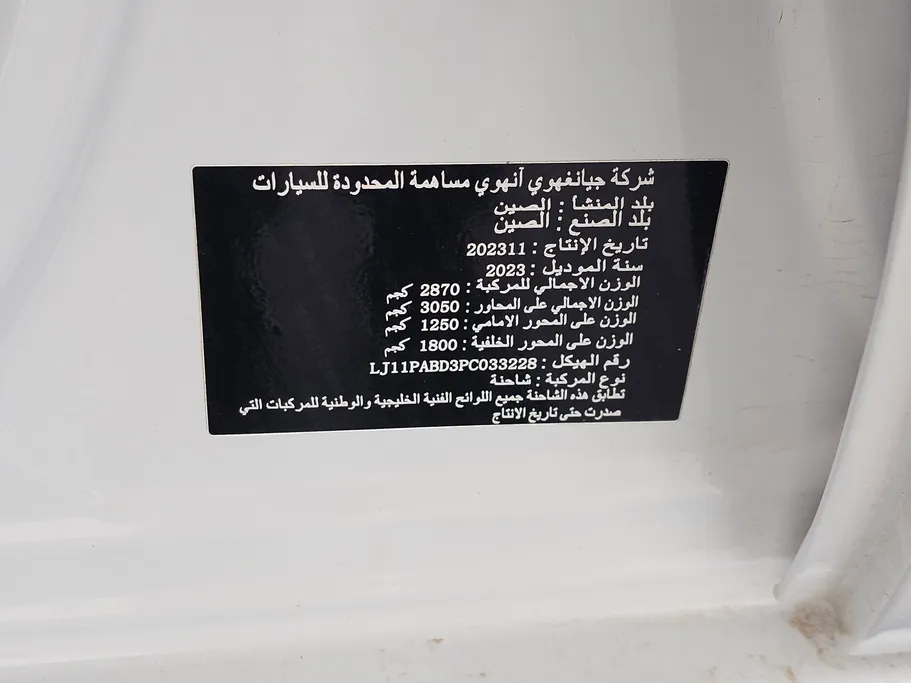 شركة جيانغهوي آنهوي مساهمة المحدودة للسيارات
بلد المنشأ : الصين
بلد الصنع : الصين
تاريخ الإنتاج : 202311
سنة الموديل : 2023
الوزن الاجمالي للمركبة : 2870 كجم
الوزن الاجمالي على المحاور : 3050 كجم
الوزن على المحور الامامي : 1250 كجم
الوزن على المحور الخلفية : 1800 كجم
رقم الهيكل : LJ11PABD3PC033228
نوع المركبة : شاحنة
تطابق هذه الشاحنة جميع اللوائح الفنية الخليجية والوطنية للمركبات التي
صدرت حتى تاريخ الانتاج